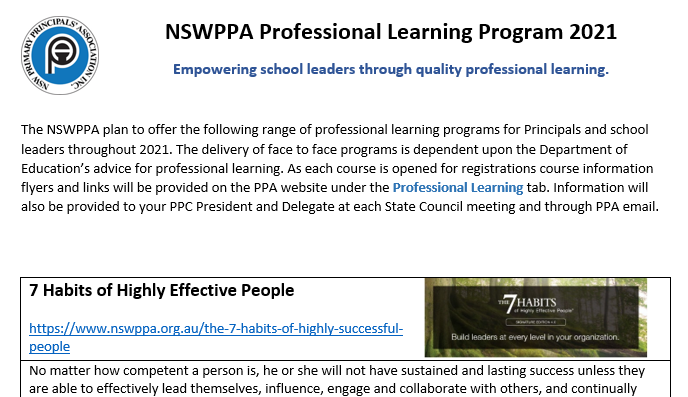 NSW PRIMARY PRINCIPALS' ASSOCIATION INC.
NSWPPA Professional Learning Program 2021
Empowering school leaders through quality professional learning.
The NSWPPA plan to offer the following range of professional learning programs for Principals and school
leaders throughout 2021. The delivery of face to face programs is dependent upon the Department of
Education's advice for professional learning. As each course is opened for registrations course information
flyers and links will be provided on the PPA website under the Professional Learning tab. Information will
also be provided to your PPC President and Delegate at each State Council meeting and through PPA email.
7 Habits of Highly Effective People
https://www.nswppa.org.au/the-7-habits-of-highly-successful-
people
THE 7 HABITS
of Highly Effective People
SIGNATURE EDITION 4.0
Build leaders at every level in your organization.
No matter how competent a person is, he or she will not have sustained and lasting success unless they
are able to effectively lead themselves, influence, engage and collaborate with others, and continually